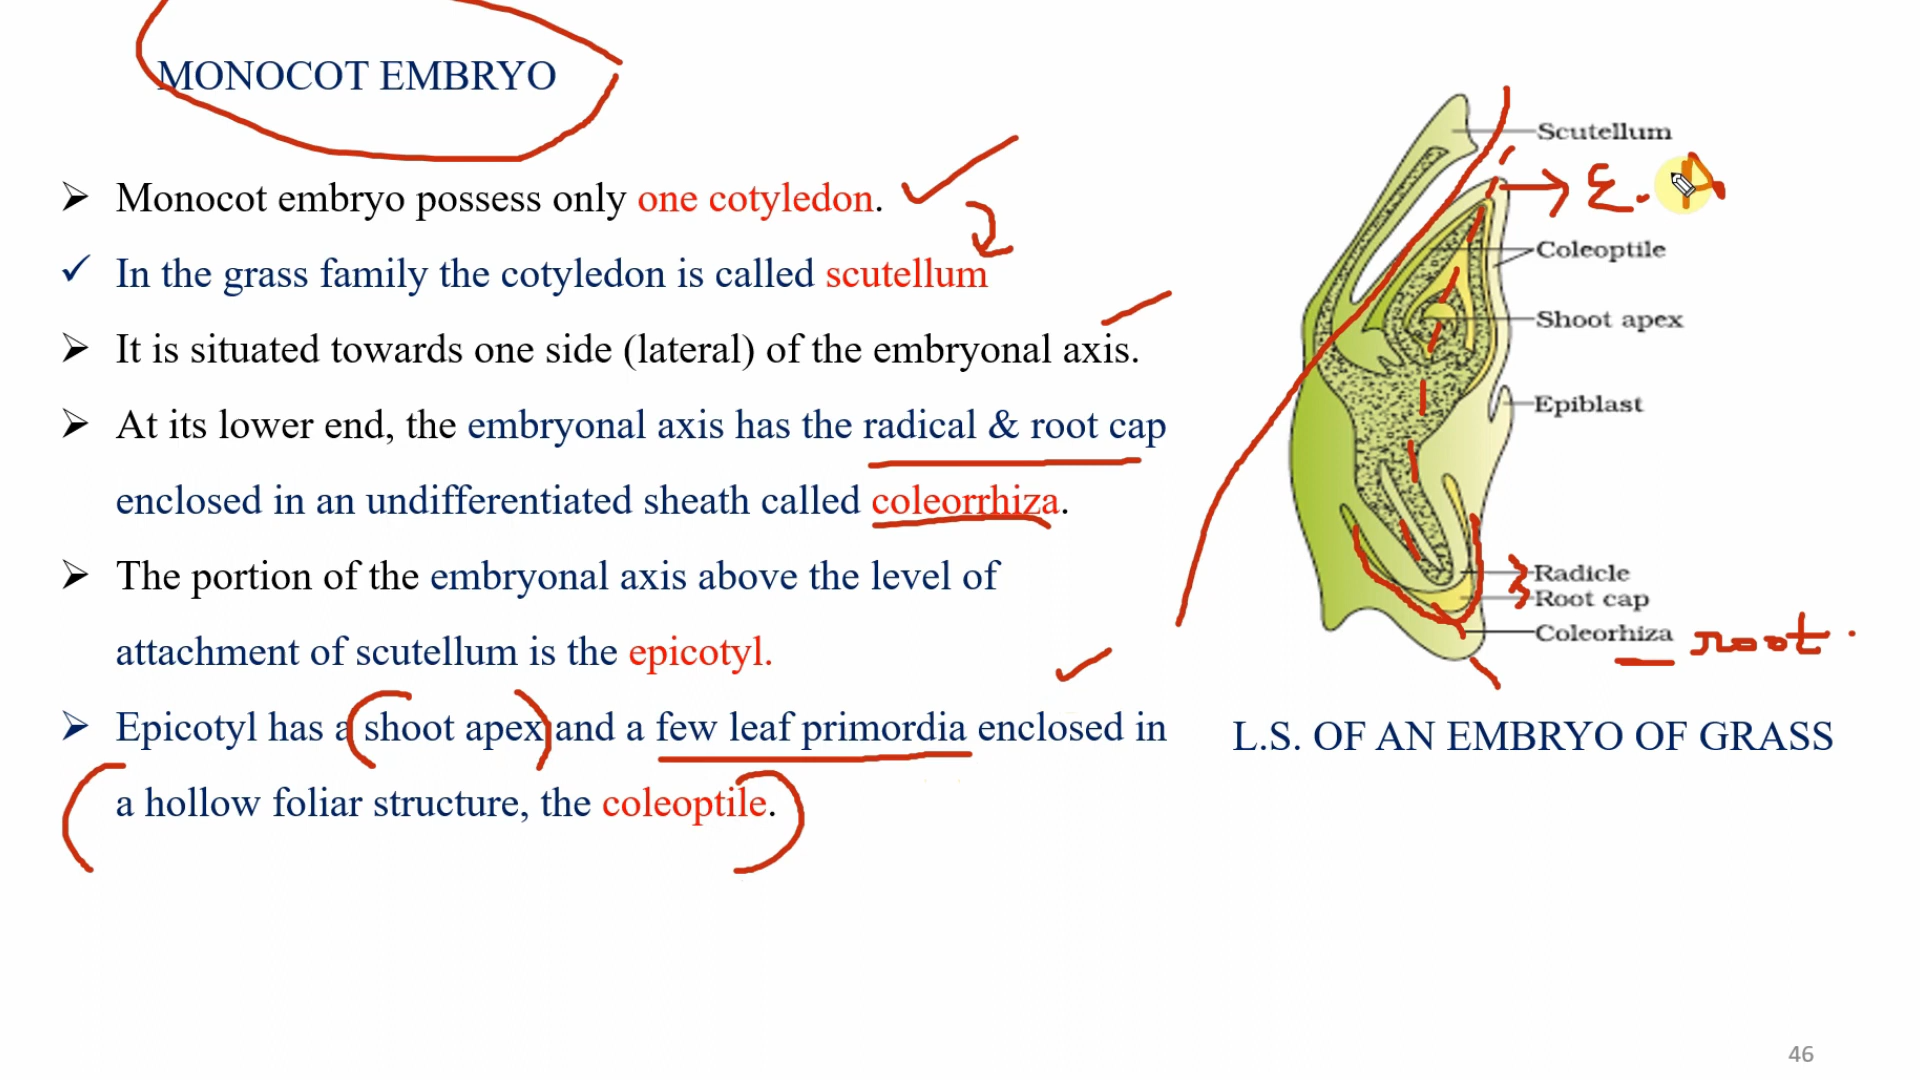 MONOCOT EMBRYO
Monocot embryo possess only one cotyledon.
In the grass family the cotyledon is called scutellum
It is situated towards one side (lateral) of the embryonal axis.
At its lower end, the embryonal axis has the radical & root cap
enclosed in an undifferentiated sheath called coleorrhiza.
The portion of the embryonal axis above the level of
attachment of scutellum is the epicotyl.
Epicotyl has a shoot apex and a few leaf primordia enclosed in
a hollow foliar structure, the coleoptile.
Scutellum
E. A
Coleoptile
Shoot apex
Epiblast
Radicle
Root cap
Coleorhiza root.
L.S. OF AN EMBRYO OF GRASS
46